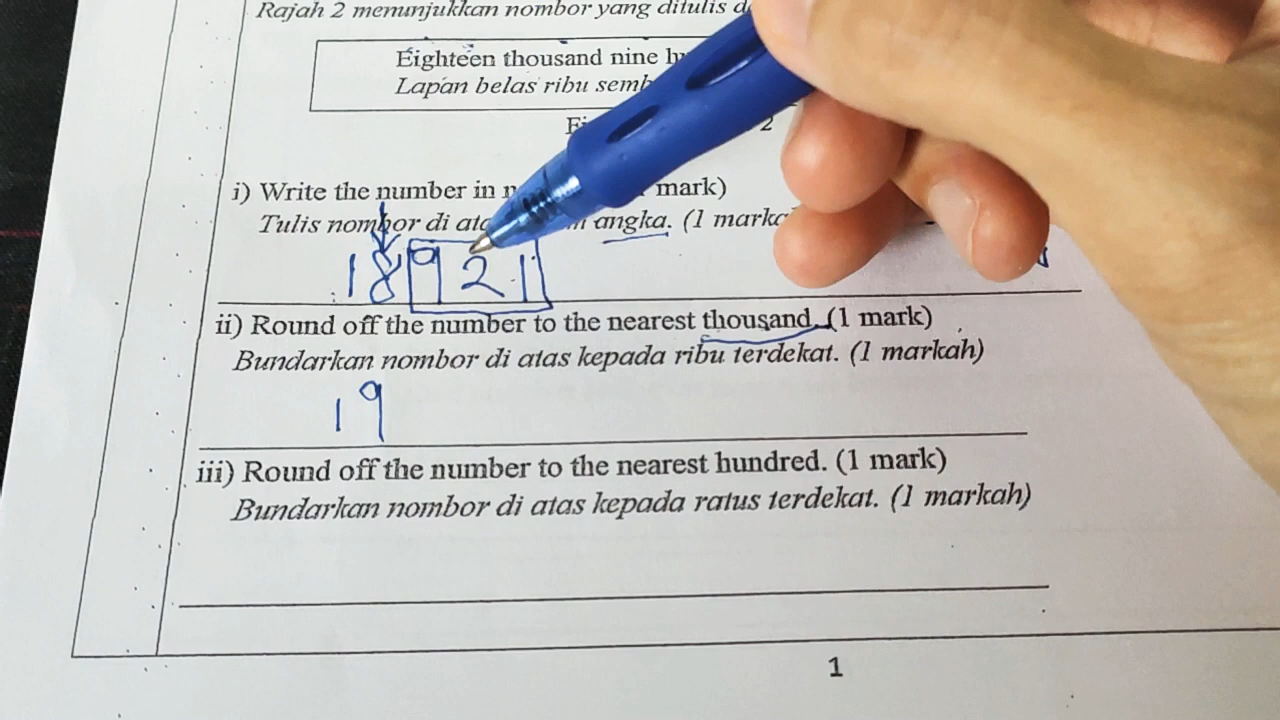 Rajah 2 menunjukkan nombor yang ditulis
Eighteen thousand nine
Lapan belas ribu
2
i) Write the number in mark)
Tulis nombor di angka. (1
18921
ii) Round off the number to the nearest thousand. (1 mark)
Bundarkan nombor di atas kepada ribu terdekat. (1 markah)
19
iii) Round off the number to the nearest hundred. (1 mark)
Bundarkan nombor di atas kepada ratus terdekat. (1 markah)
1